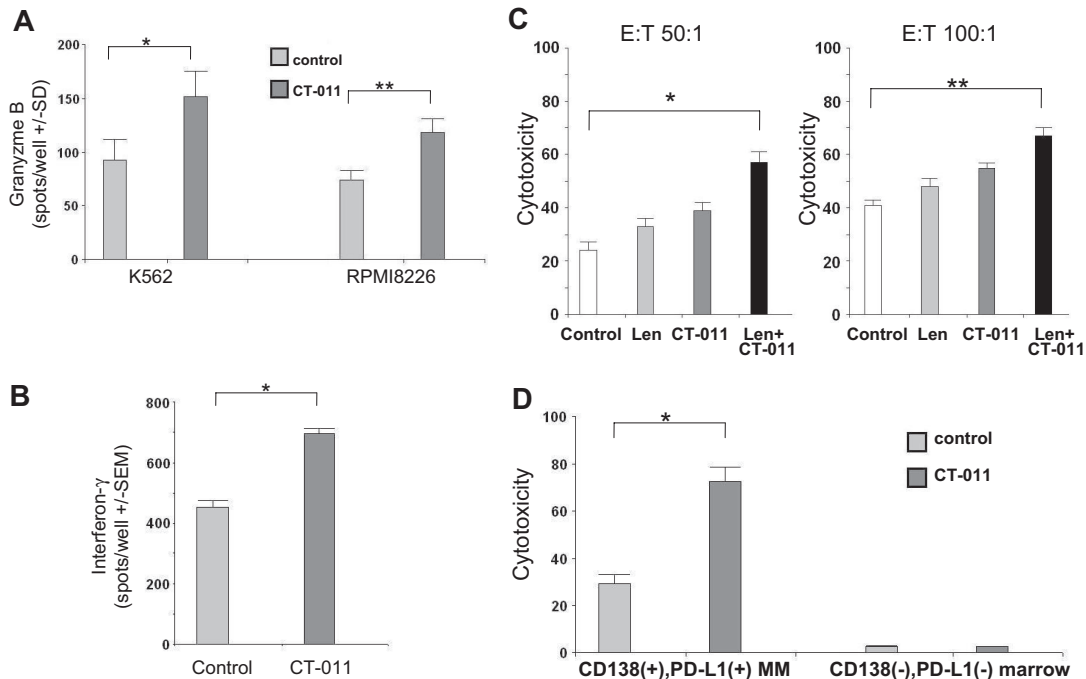 A
Granyzme B
(spots/well +/-SD)
200
150
100
50
0
*
**
control
CT-011
K562
RPMI8226
B
Interferon-γ
(spots/well +/-SEM)
800
600
400
200
0
*
Control
CT-011
C
E:T 50:1
Cytotoxicity
100
80
60
40
20
0
*
Control
Len
CT-011
Len+
CT-011
E:T 100:1
Cytotoxicity
100
80
60
40
20
0
**
Control
Len
CT-011
Len+
CT-011
D
Cytotoxicity
100
80
60
40
20
0
*
control
CT-011
CD138(+),PD-L1(+) MM
CD138(-),PD-L1(-) marrow